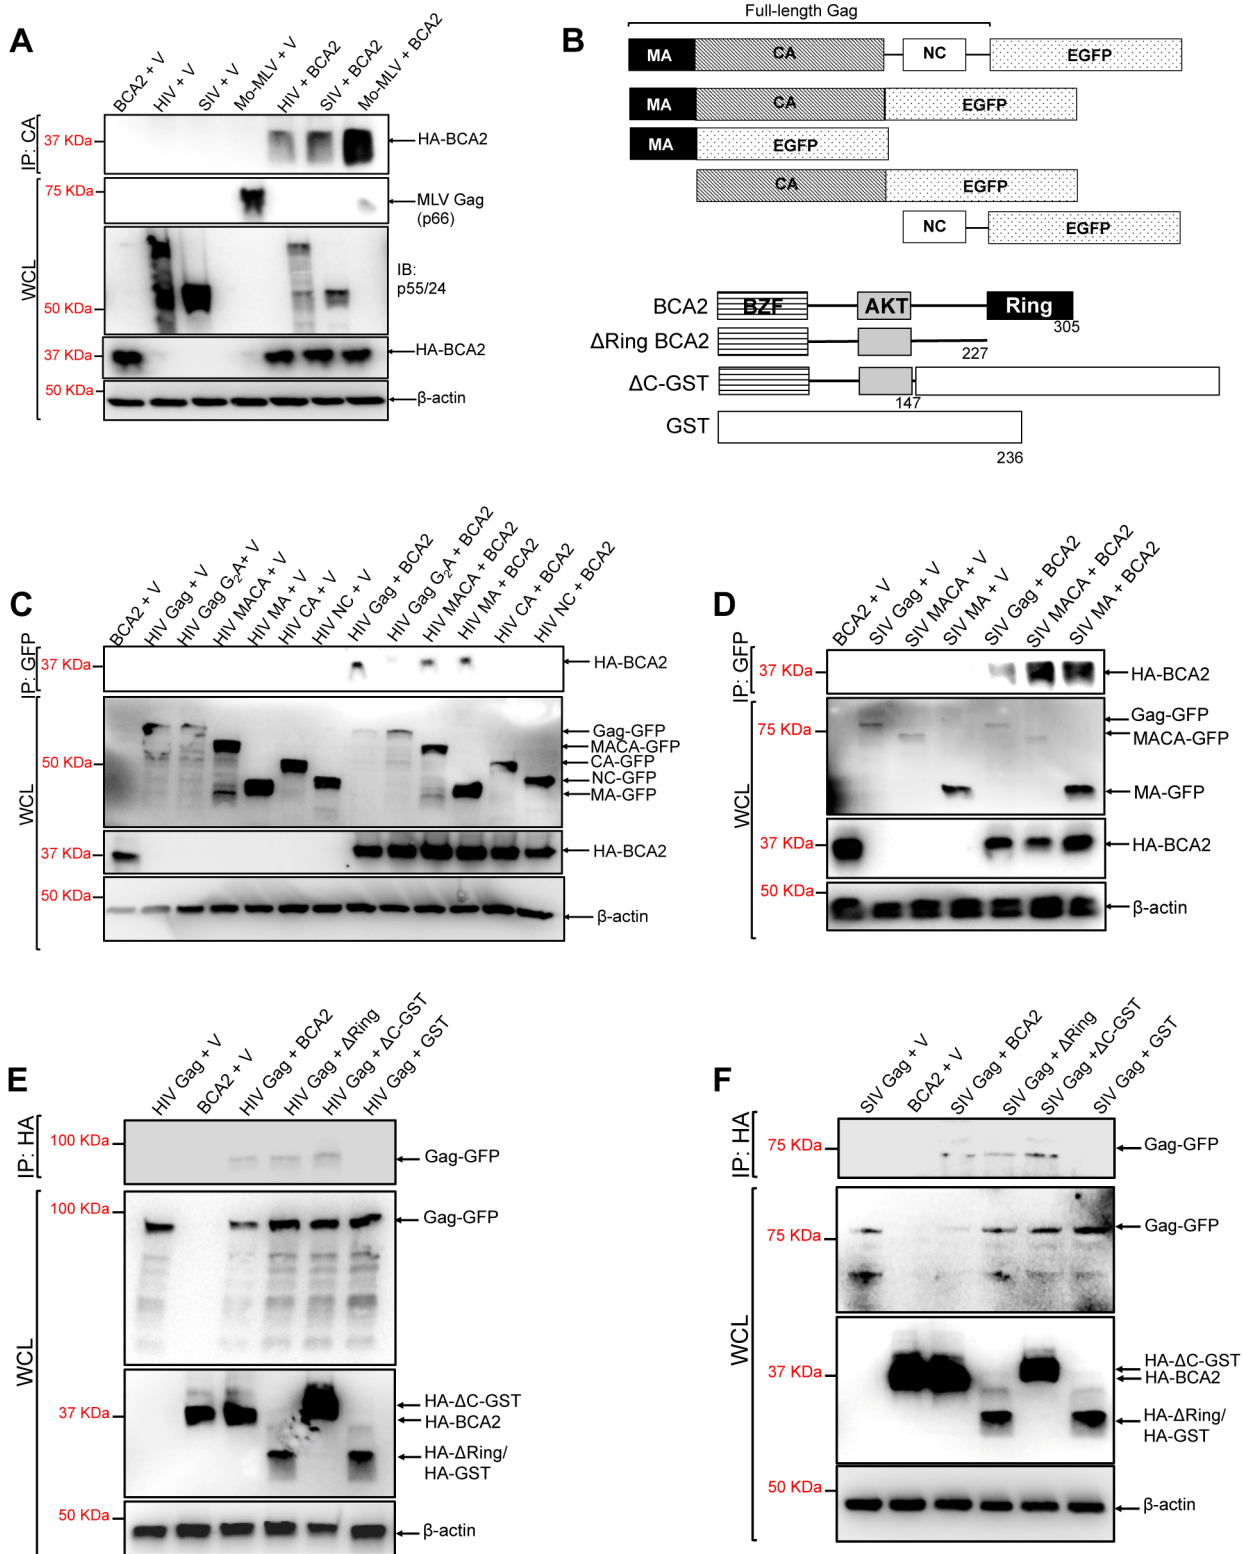 A
BCA2 + V
HIV + V
SIV + V
Mo-MLV + V
HIV + BCA2
SIV + BCA2
Mo-MLV + BCA2
IP: CA
37 KDa
HA-BCA2
WCL
75 KDa
MLV Gag
(p66)
IB:
p55/24
50 KDa
37 KDa
HA-BCA2
50 KDa
β-actin
B
Full-length Gag
MA CA NC EGFP
MA CA EGFP
MA EGFP
CA EGFP
NC EGFP
BCA2 BZF AKT Ring
305
ΔRing BCA2
227
ΔC-GST
147
GST
236
C
BCA2 + V
HIV Gag + V
HIV Gag G2A+ V
HIV MACA + V
HIV MA + V
HIV CA + V
HIV NC + V
HIV Gag + BCA2
HIV Gag G2A + BCA2
HIV MACA + BCA2
HIV MA + BCA2
HIV CA + BCA2
HIV NC + BCA2
IP: GFP
37 KDa
HA-BCA2
WCL
Gag-GFP
MACA-GFP
50 KDa
CA-GFP
NC-GFP
MA-GFP
37 KDa
HA-BCA2
50 KDa
β-actin
D
BCA2 + V
SIV Gag + V
SIV MACA + V
SIV MA + V
SIV Gag + BCA2
SIV MACA + BCA2
SIV MA + BCA2
IP: GFP
37 KDa
HA-BCA2
WCL
Gag-GFP
75 KDa
MACA-GFP
MA-GFP
37 KDa
HA-BCA2
50 KDa
β-actin
E
HIV Gag + V
BCA2 + V
HIV Gag + BCA2
HIV Gag + ΔRing
HIV Gag + ΔC-GST
HIV Gag + GST
IP: HA
100 KDa
Gag-GFP
WCL
100 KDa
Gag-GFP
HA-ΔC-GST
37 KDa
HA-BCA2
HA-ΔRing/
HA-GST
50 KDa
β-actin
F
SIV Gag + V
BCA2 + V
SIV Gag + BCA2
SIV Gag + ΔRing
SIV Gag +ΔC-GST
SIV Gag + GST
IP: HA
75 KDa
Gag-GFP
WCL
Gag-GFP
75 KDa
HA-ΔC-GST
37 KDa
HA-BCA2
HA-ΔRing/
HA-GST
50 KDa
β-actin